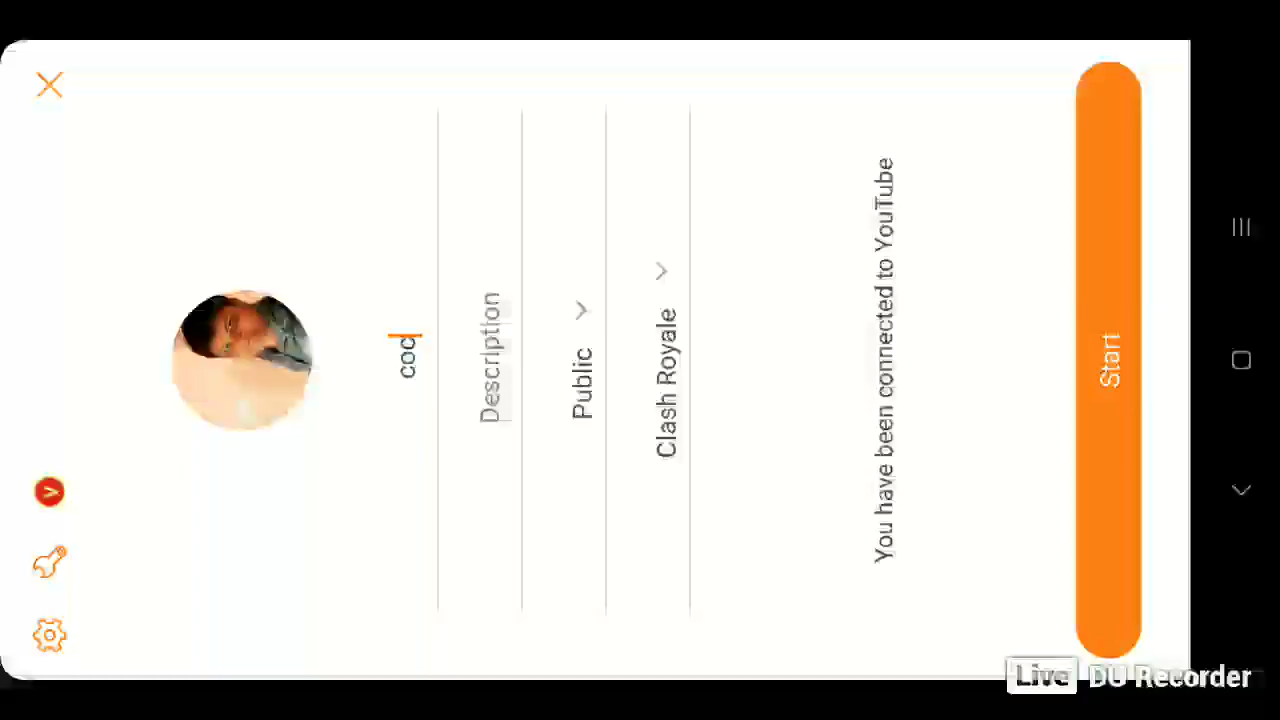 coc
Description
Public
Clash Royale
You have been connected to YouTube
Start
Live DU Recorder